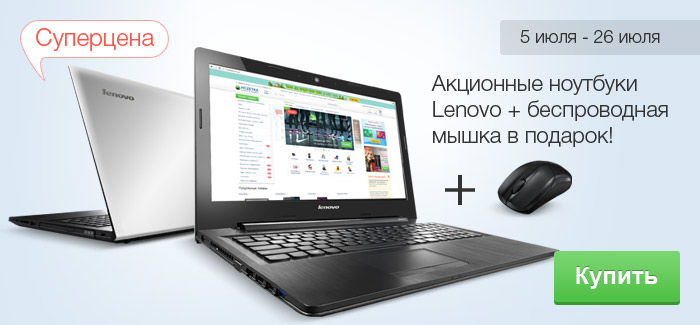 Суперцена
5 июля - 26 июля
Акционные ноутбуки
Lenovo + беспроводная
мышка в подарок!
+
lenovo
lenovo
Купить